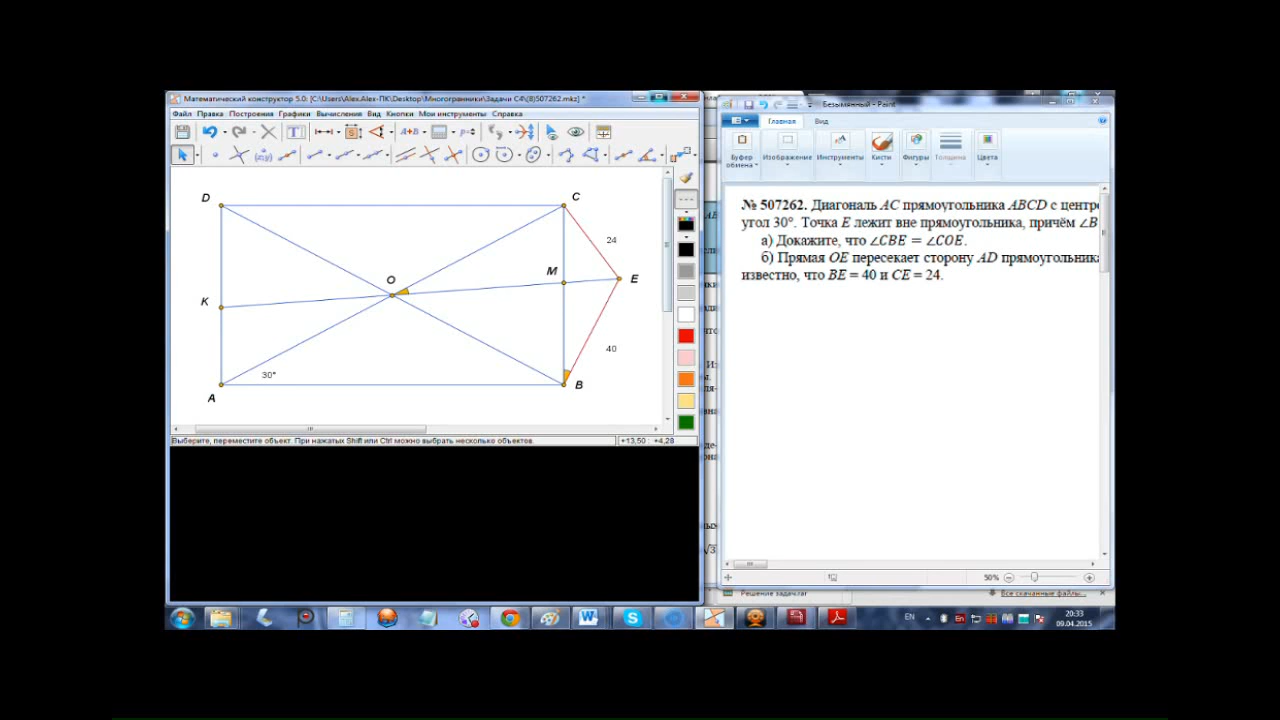 Математический конструктор 5.0: [C:\Users\Alex.Alex-ПК\Desktop\Многогранники\Задачи С4\(В)507262.mkz] *
Файл Правка Построения Графики Вычисления Вид Кнопки Мои инструменты Справка
D
C
24
M
E
O
K
40
30°
B
A
Выберите, переместите объект. При нажатых Shift или Ctrl можно выбрать несколько объектов.
+13,50 : +4,28
Безымянный - Paint
Главная Вид
Буфер обмена
Изображение
Инструменты
Кисти
Фигуры
Толщина
Цвета
№ 507262. Диагональ AC прямоугольника ABCD с центро
угол 30°. Точка E лежит вне прямоугольника, причём ∠B
а) Докажите, что ∠CBE = ∠COE.
б) Прямая OE пересекает сторону AD прямоугольника
известно, что BE = 40 и CE = 24.
50%
Решение задач.rar
Все скачанные файлы...
EN
20:33
09.04.2015